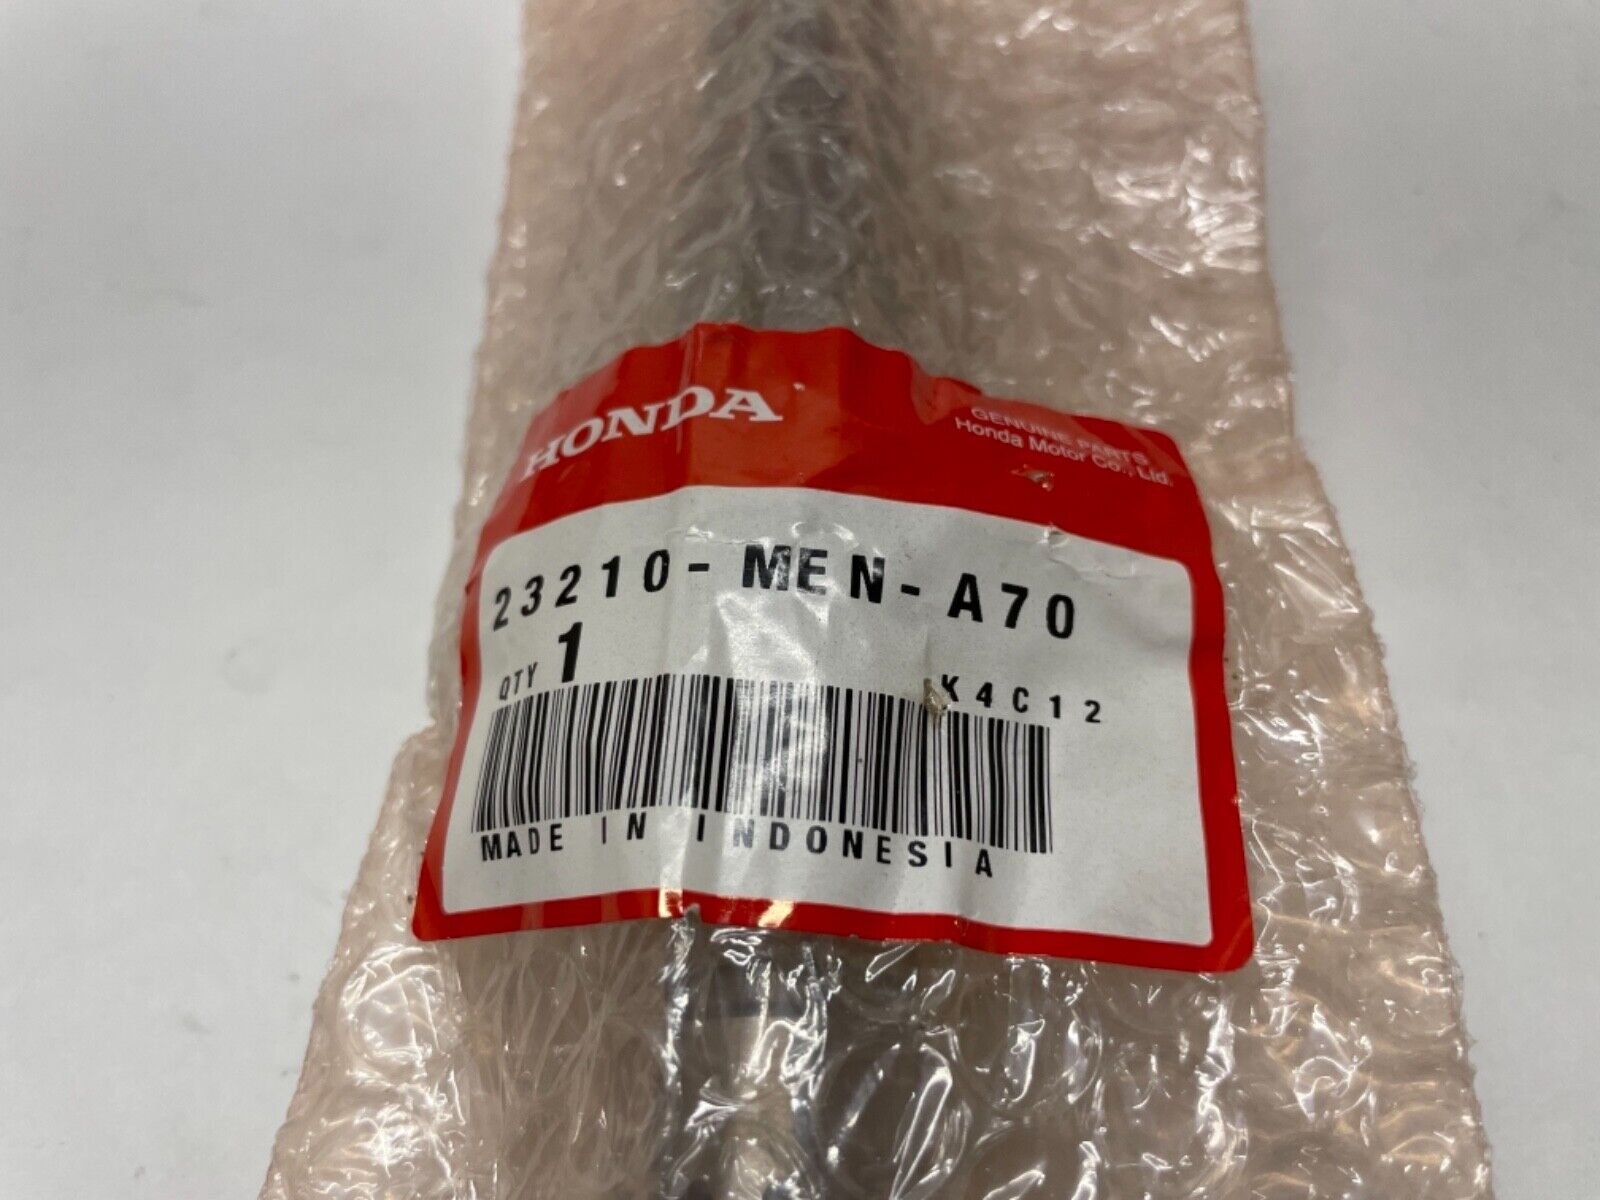 HONDA
GENUINE PARTS
Honda Motor Co., Ltd.
23210-MEN-A70
QTY 1
K4C12
MADE IN INDONESIA